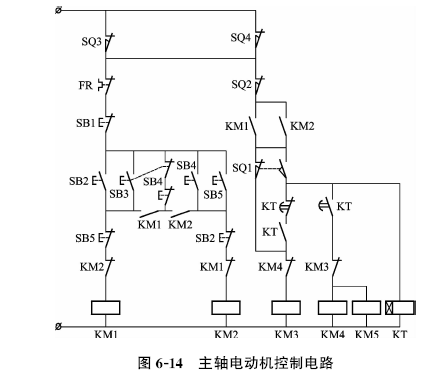 SQ3
SQ4
FR
SQ2
SB1
KM1
KM2
SB4
SQ1
SB2
SB3
SB4
SB5
KT
KT
KM1
KM2
KT
SB5
SB2
KM2
KM1
KM4
KM3
KM1
KM2
KM3
KM4
KM5
KT
图 6-14 主轴电动机控制电路